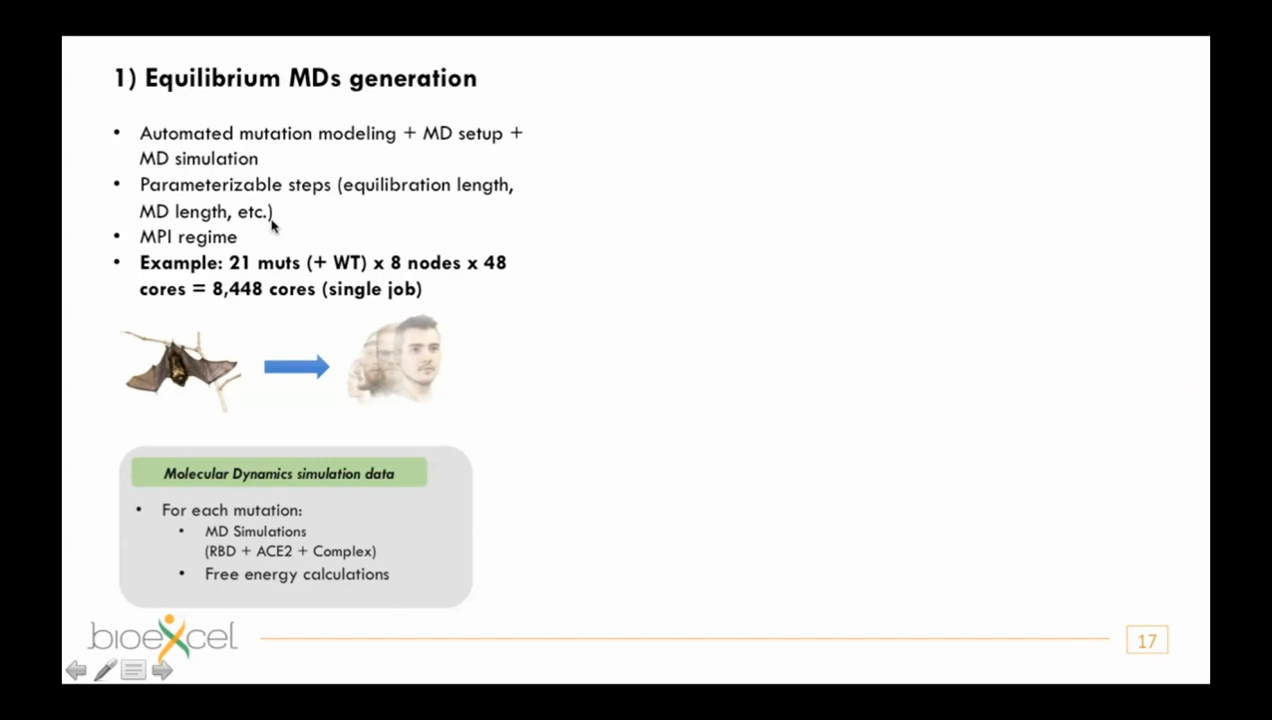 1) Equilibrium MDs generation
• Automated mutation modeling + MD setup +
MD simulation
• Parameterizable steps (equilibration length,
MD length, etc.)
• MPI regime
• Example: 21 muts (+ WT) x 8 nodes x 48
cores = 8,448 cores (single job)
Molecular Dynamics simulation data
• For each mutation:
• MD Simulations
(RBD + ACE2 + Complex)
• Free energy calculations
bioexcel
17